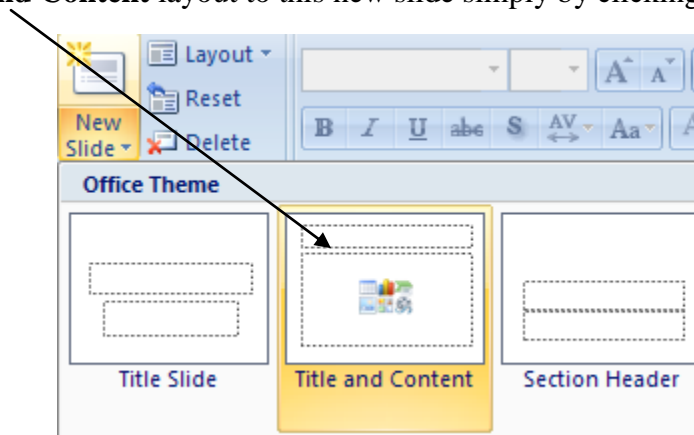 nd Content layout to this new slide simply by clicking
Layout
Reset
New
Slide
Delete
A A
B I U abc S AV Aa A
Office Theme
Title Slide
Title and Content
Section Header